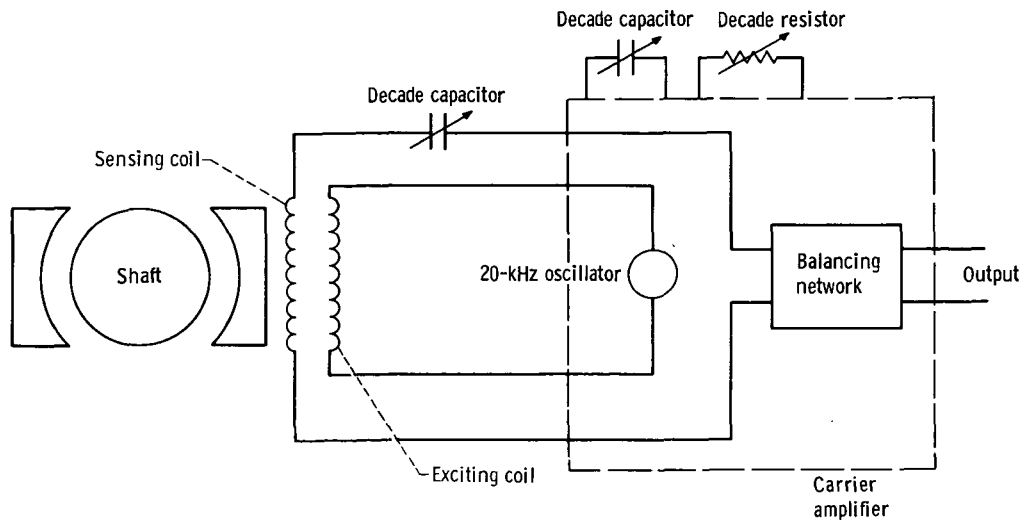 Decade capacitor
Decade resistor
Decade capacitor
Sensing coil
Shaft
20-kHz oscillator
Balancing
network
Output
Exciting coil
Carrier
amplifier